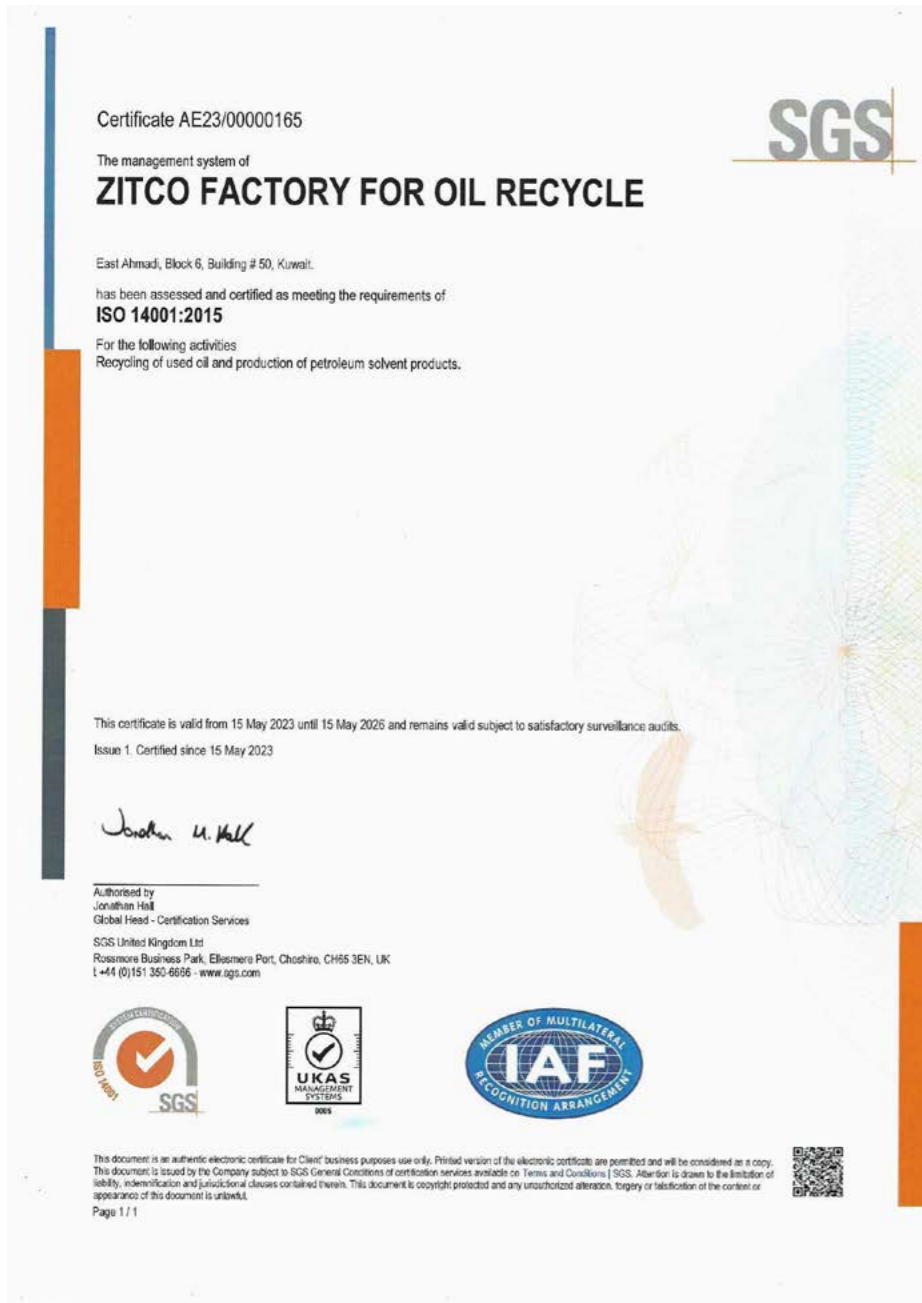 Certificate AE23/00000165
SGS
The management system of
ZITCO FACTORY FOR OIL RECYCLE
East Ahmadi, Block 6, Building # 50, Kuwait.
has been assessed and certified as meeting the requirements of
ISO 14001:2015
For the following activities
Recycling of used oil and production of petroleum solvent products.
This certificate is valid from 15 May 2023 until 15 May 2026 and remains valid subject to satisfactory surveillance audits.
Issue 1. Certified since 15 May 2023
Jonathan M. Hall
Authorised by
Jonathan Hall
Global Head - Certification Services
SGS United Kingdom Ltd
Rossmore Business Park, Ellesmere Port, Cheshire, CH65 3EN, UK
t +44 (0)151 350-6666 - www.sgs.com
SYSTEM CERTIFICATION
ISO 14001
SGS
UKAS
MANAGEMENT
SYSTEMS
0005
MEMBER OF MULTILATERAL
IAF
RECOGNITION ARRANGEMENT
This document is an authentic electronic certificate for Client' business purposes use only. Printed version of the electronic certificate are permitted and will be considered as a copy.
This document is issued by the Company subject to SGS General Conditions of certification services available on Terms and Conditions | SGS. Attention is drawn to the limitation of
liability, indemnification and jurisdictional clauses contained therein. This document is copyright protected and any unauthorized alteration, forgery or falsification of the content or
appearance of this document is unlawful.
Page 1 / 1